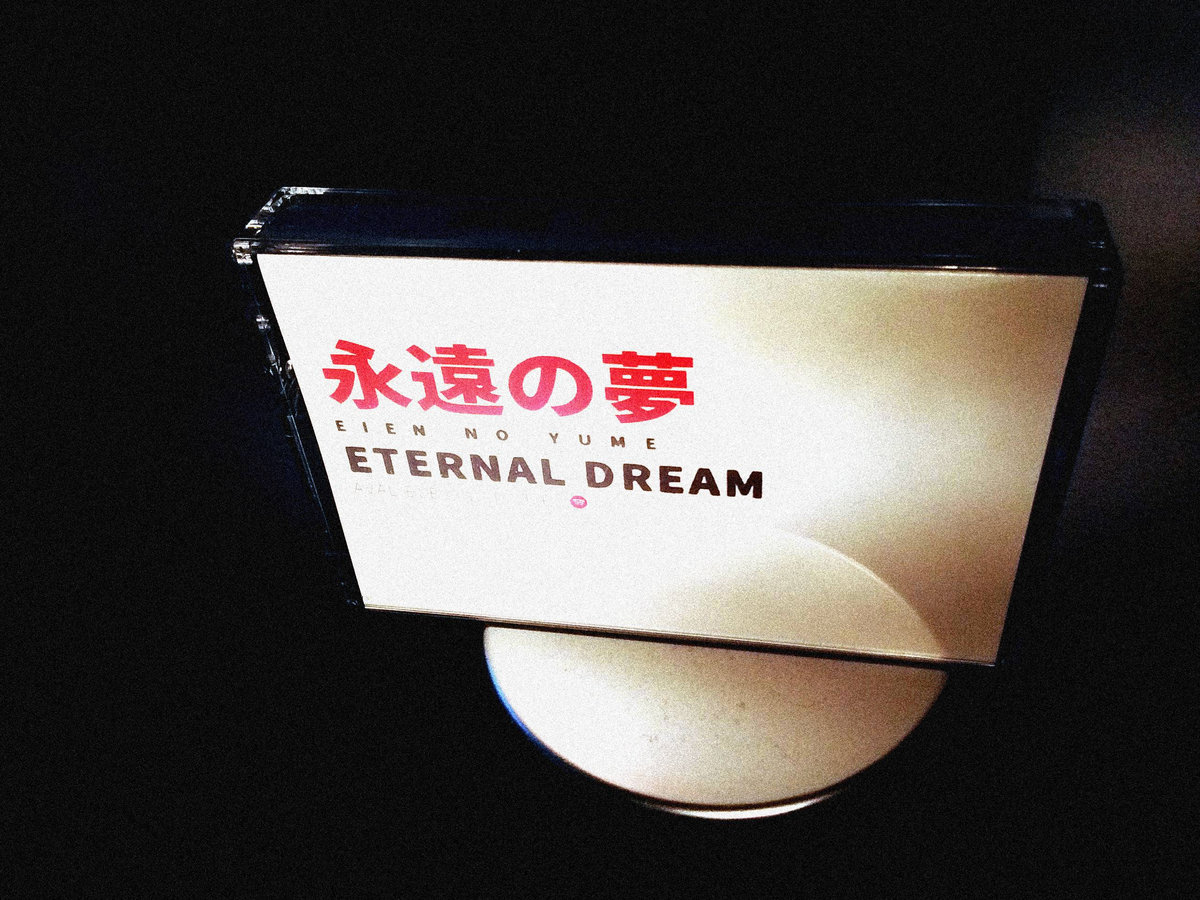 永遠の夢
EIEN NO YUME
ETERNAL DREAM